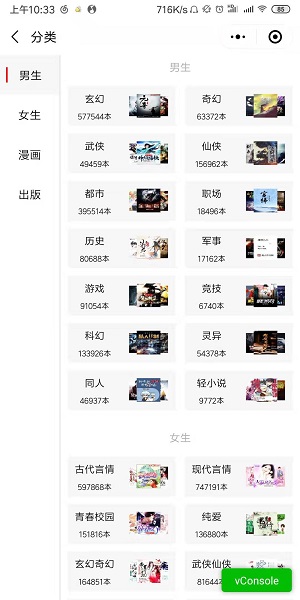 上午10:33
716K/s
85
分类
男生
女生
漫画
出版
男生
玄幻
577544本
奇幻
63372本
武侠
49459本
仙侠
156962本
都市
395514本
职场
18496本
历史
80688本
军事
17162本
游戏
91054本
竞技
6740本
科幻
133926本
灵异
54378本
同人
46937本
轻小说
9772本
女生
古代言情
597868本
现代言情
747191本
青春校园
151816本
纯爱
136880本
玄幻奇幻
164851本
武侠仙侠
81644本
vConsole